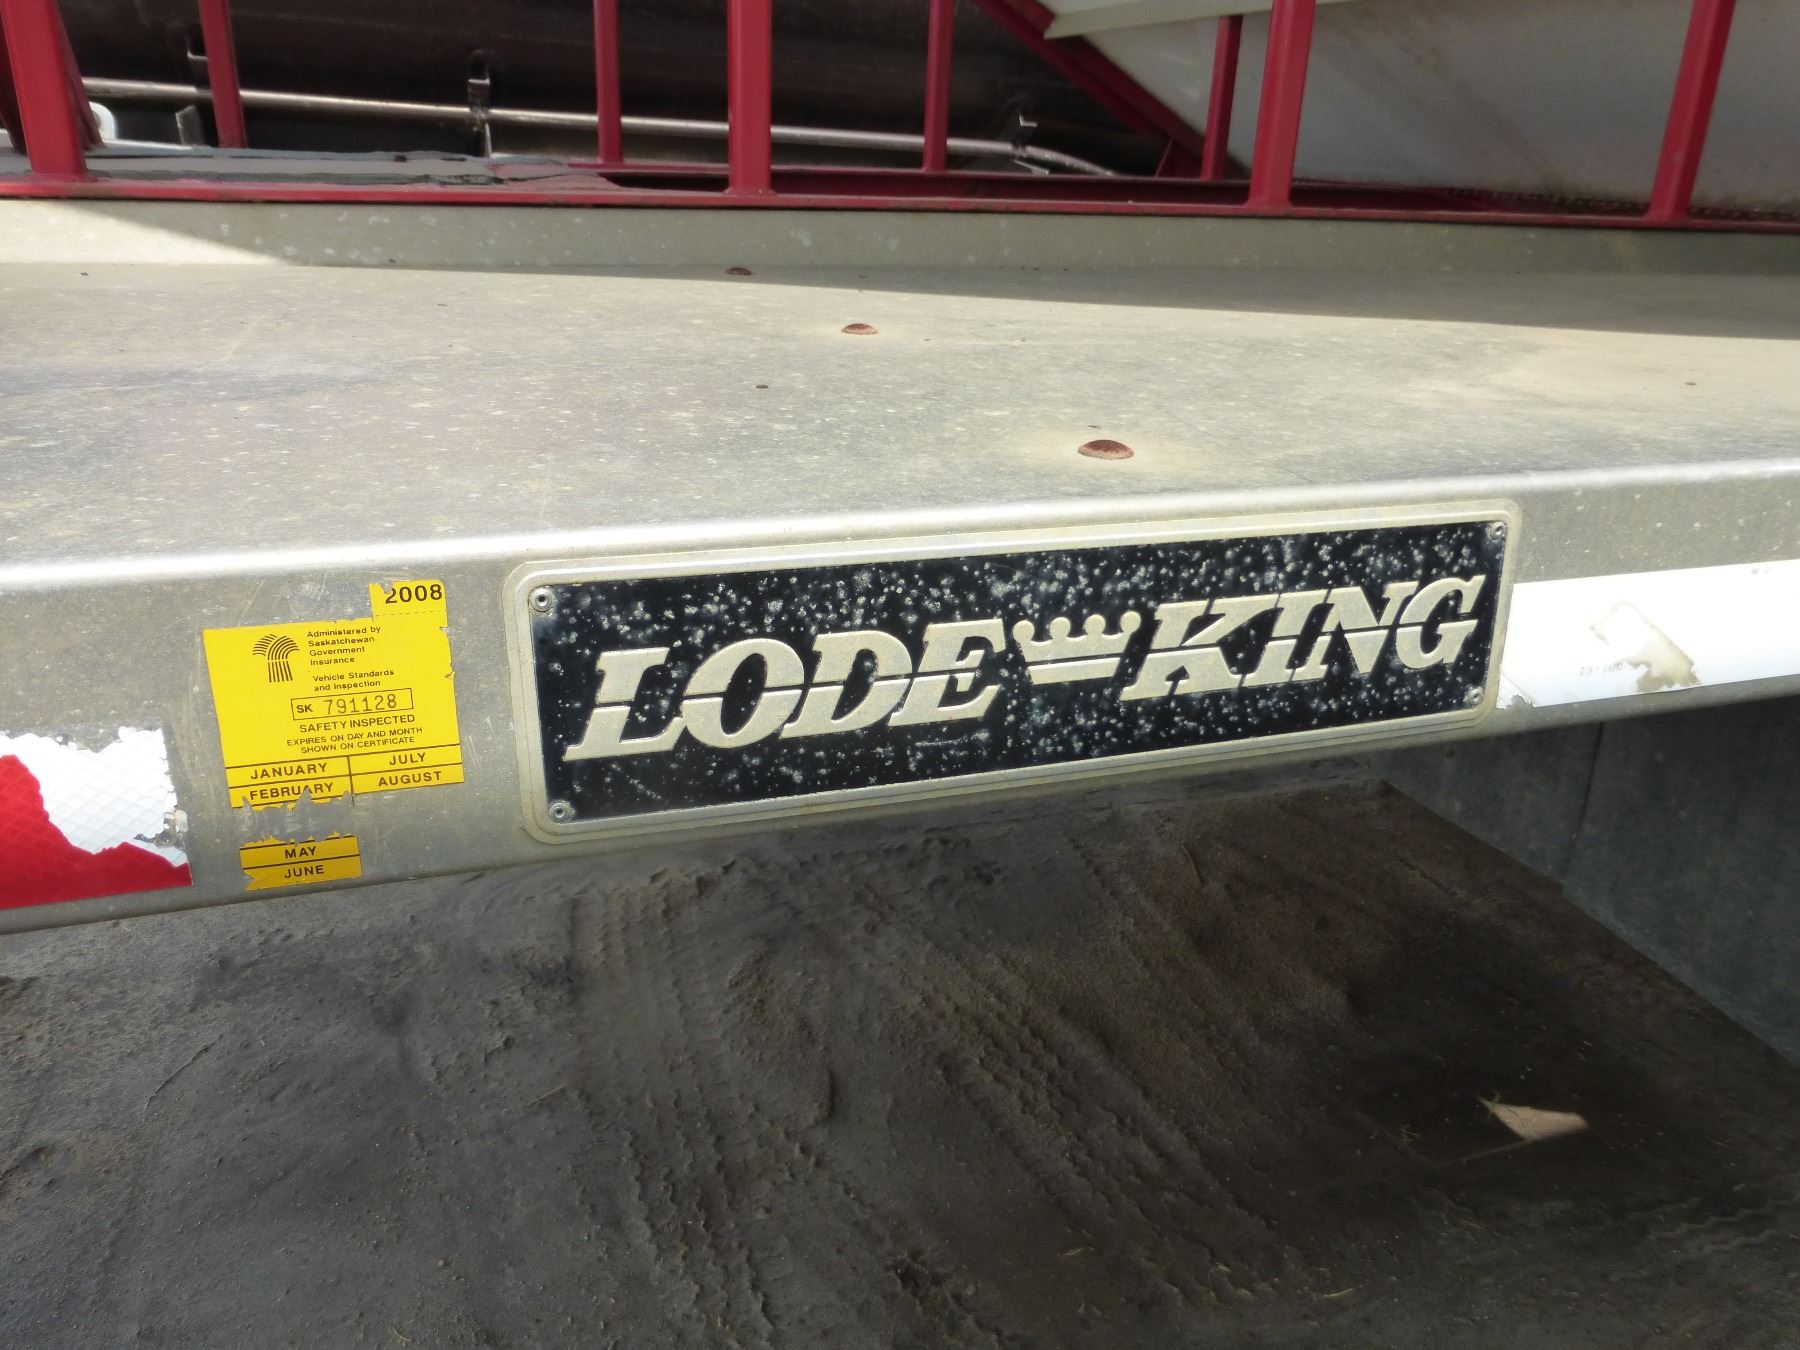 2008
Administered by
Saskatchewan
Government
Insurance
Vehicle Standards
and Inspection
SK 791128
SAFETY INSPECTED
EXPIRES ON DAY AND MONTH
SHOWN ON CERTIFICATE
JANUARY JULY
FEBRUARY AUGUST
MAY
JUNE
LODE KING